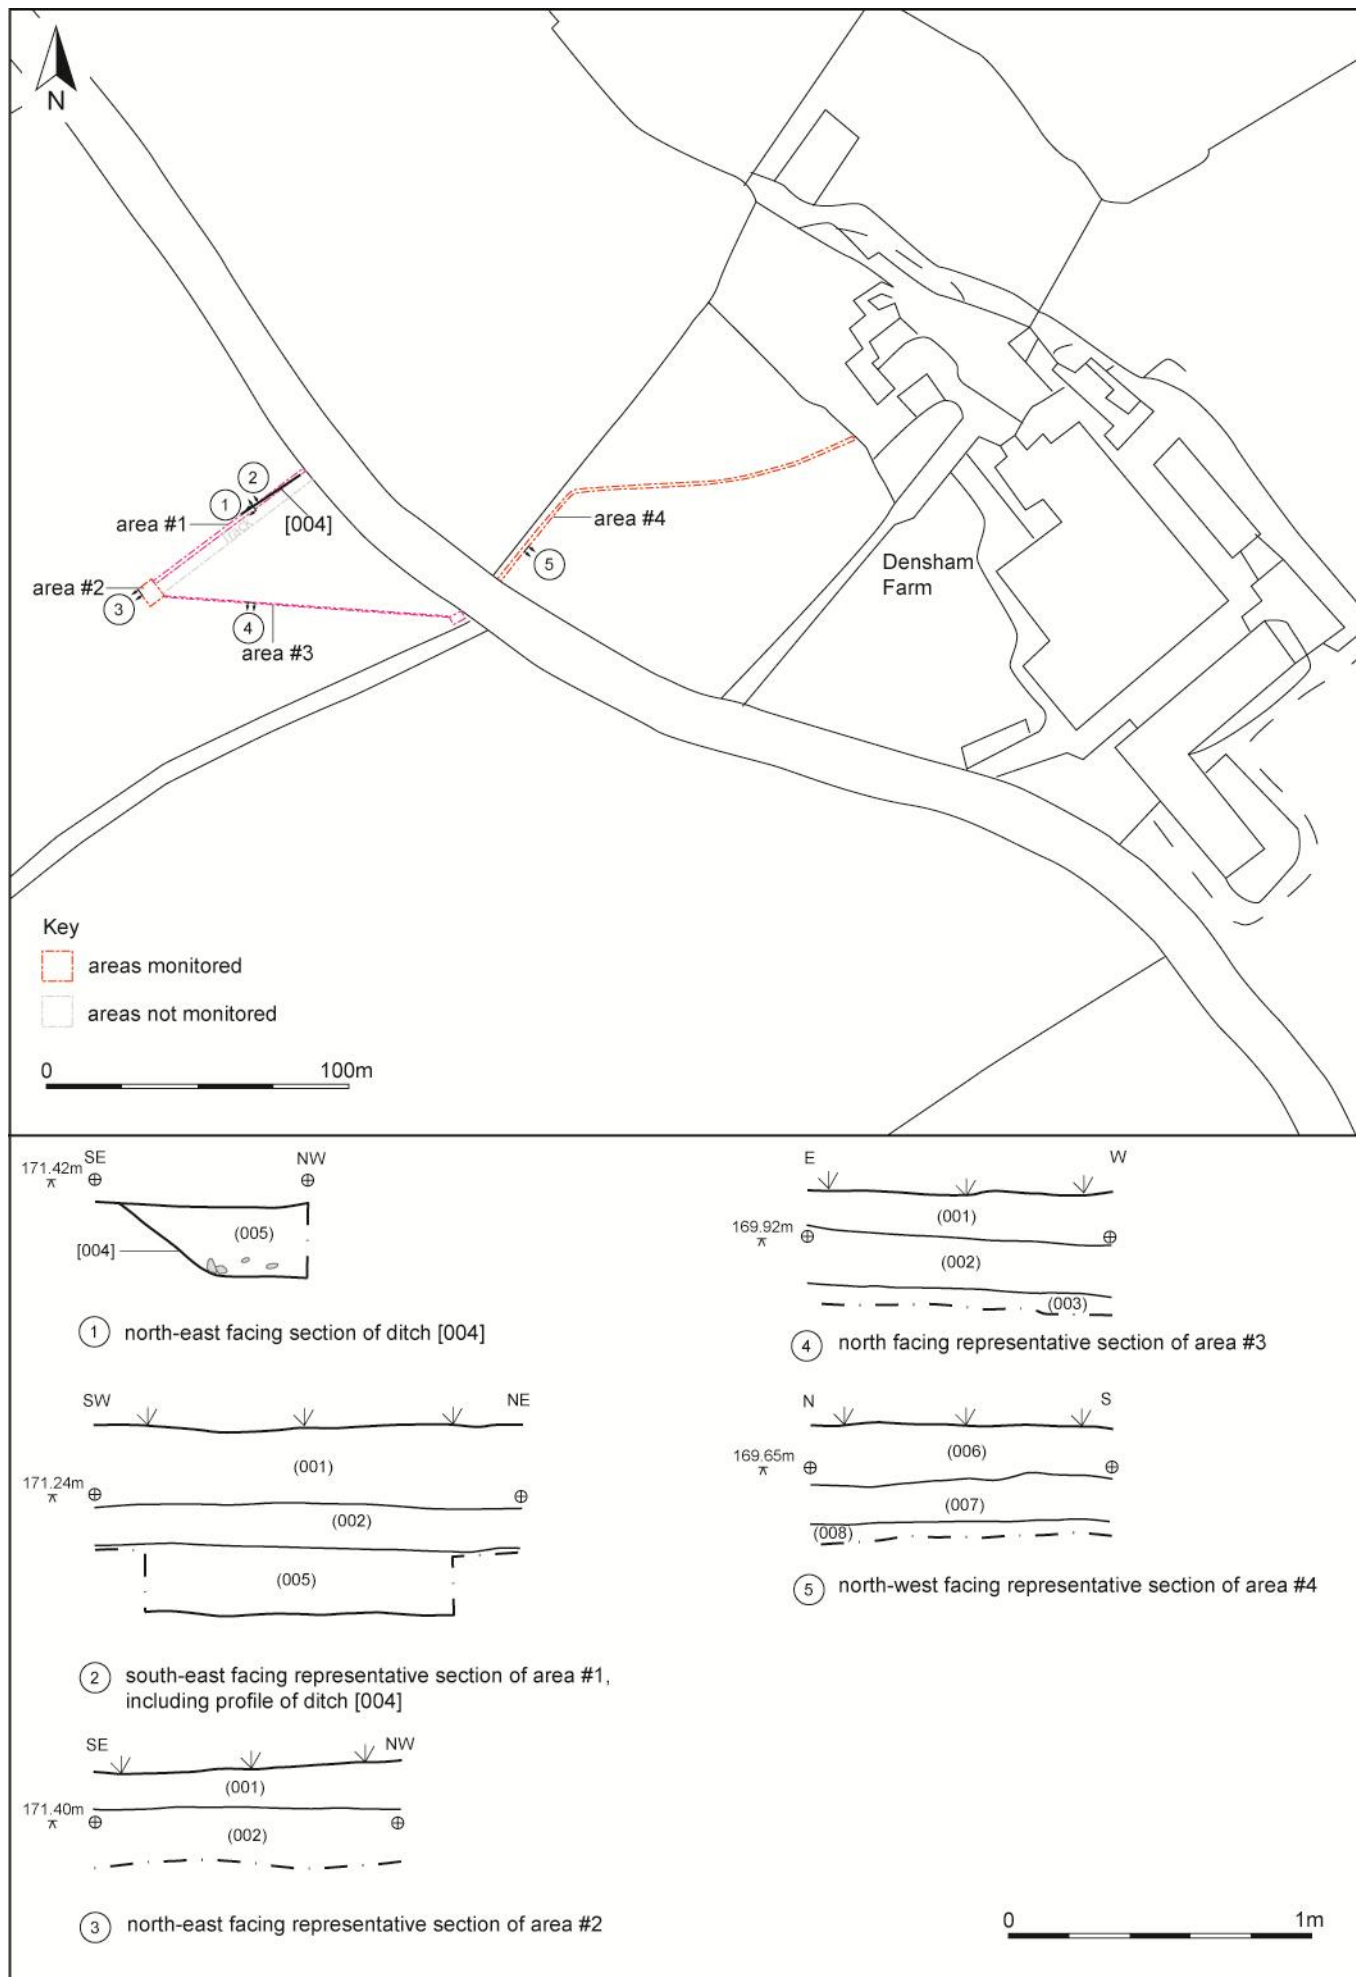 N
2
1
area #1
[004]
TRACK
area #2
3
4
area #3
area #4
5
Densham
Farm
Key
areas monitored
areas not monitored
0 100m
SE NW
171.42m
(005)
[004]
1 north-east facing section of ditch [004]
SW NE
(001)
171.24m
(002)
(005)
2 south-east facing representative section of area #1,
including profile of ditch [004]
SE NW
(001)
171.40m
(002)
3 north-east facing representative section of area #2
E W
(001)
169.92m
(002)
(003)
4 north facing representative section of area #3
N S
(006)
169.65m
(007)
(008)
5 north-west facing representative section of area #4
0 1m